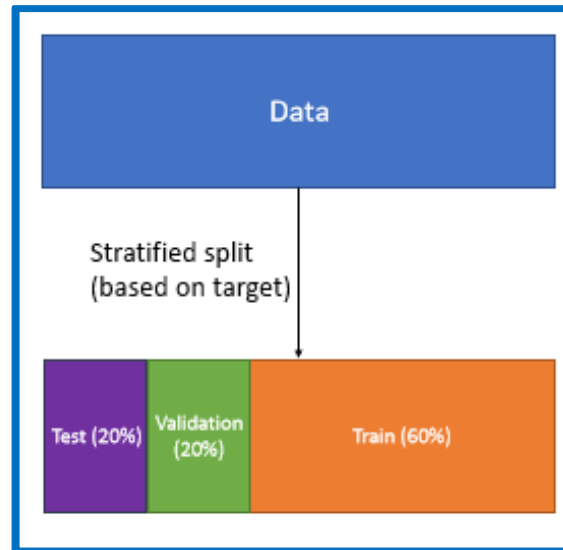 Data
Stratified split
(based on target)
Test (20%)
Validation
(20%)
Train (60%)